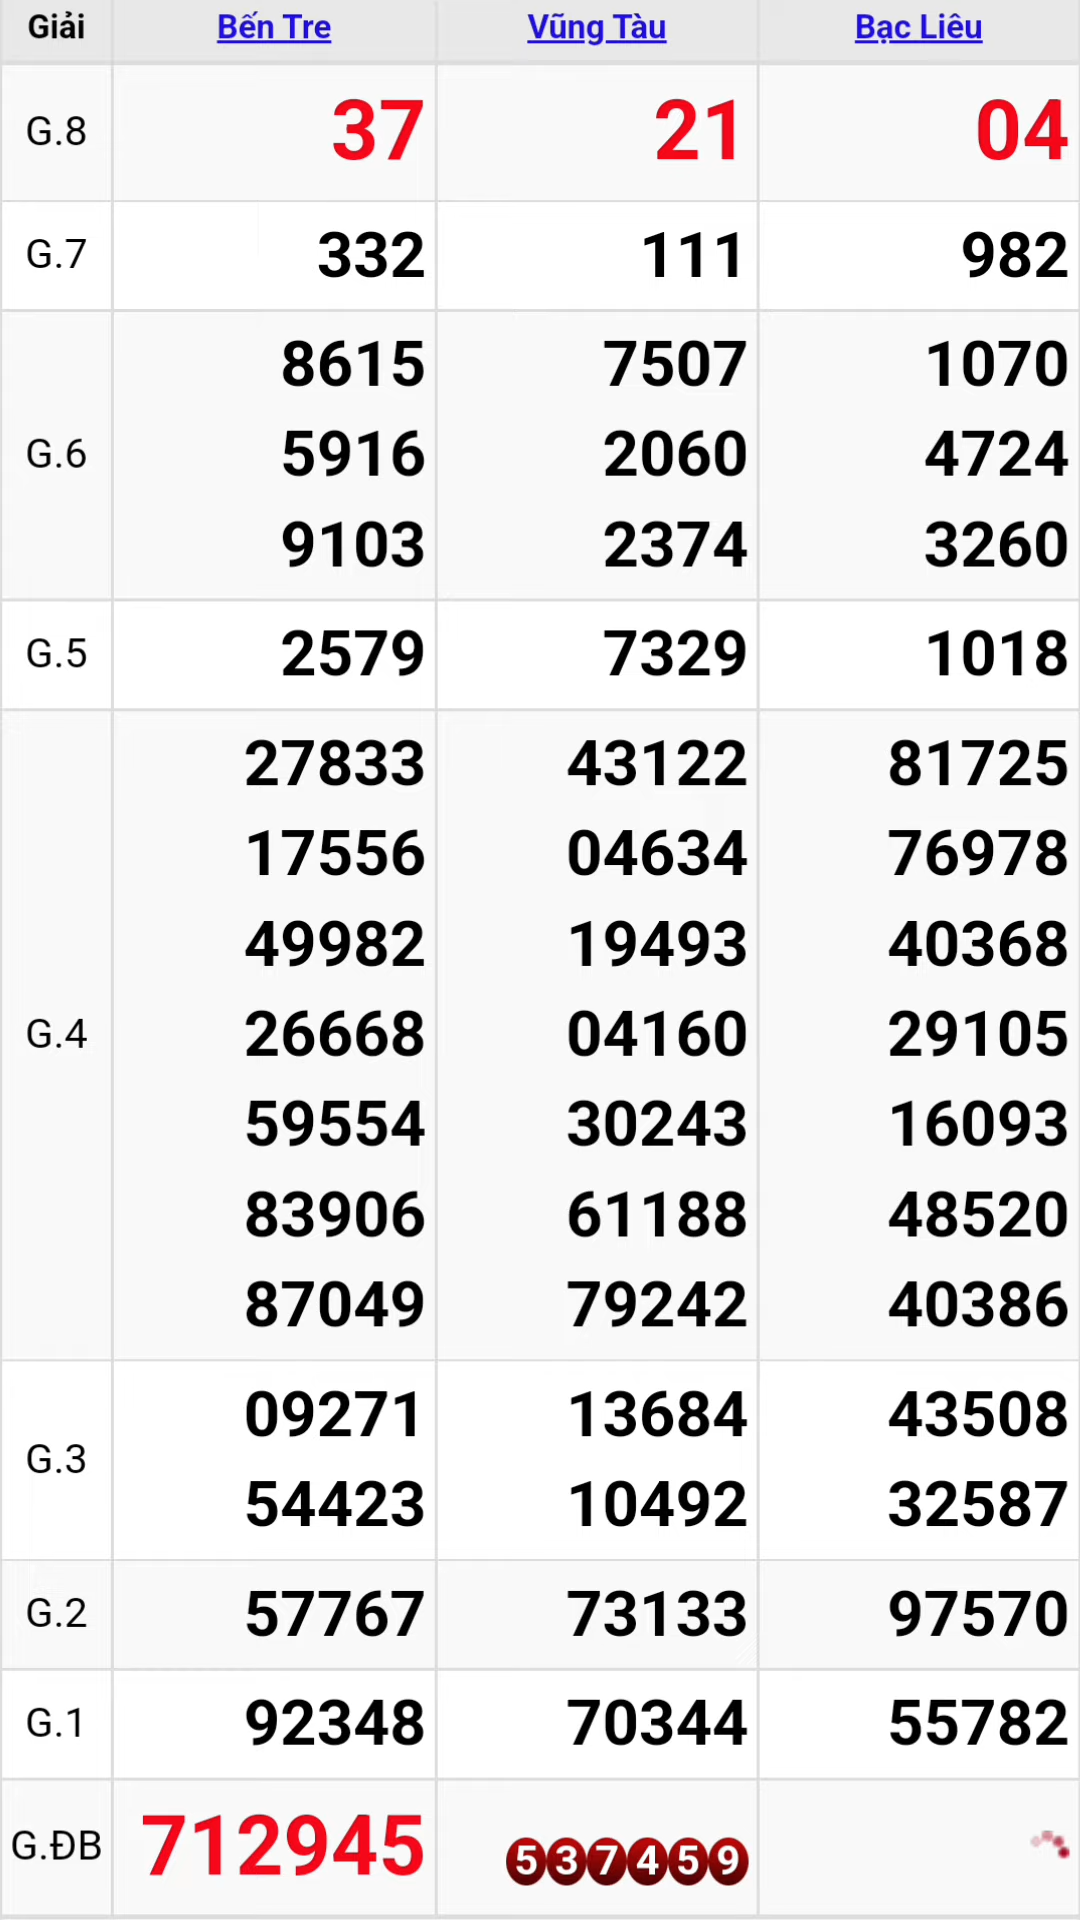 Giải Bến Tre Vũng Tàu Bạc Liêu
G.8 37 21 04
G.7 332 111 982
8615 7507 1070
G.6 5916 2060 4724
9103 2374 3260
G.5 2579 7329 1018
27833 43122 81725
17556 04634 76978
49982 19493 40368
G.4 26668 04160 29105
59554 30243 16093
83906 61188 48520
87049 79242 40386
G.3 09271 13684 43508
54423 10492 32587
G.2 57767 73133 97570
G.1 92348 70344 55782
G.ĐB 712945 537459